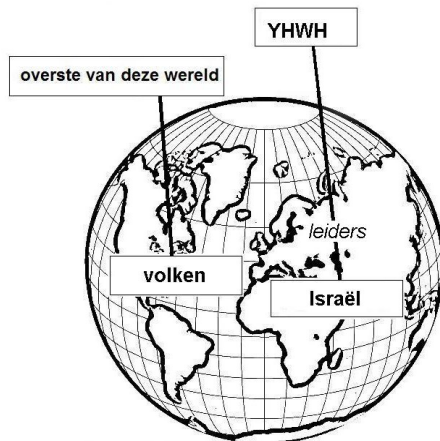 YHWH
overste van deze wereld
leiders
volken
Israël